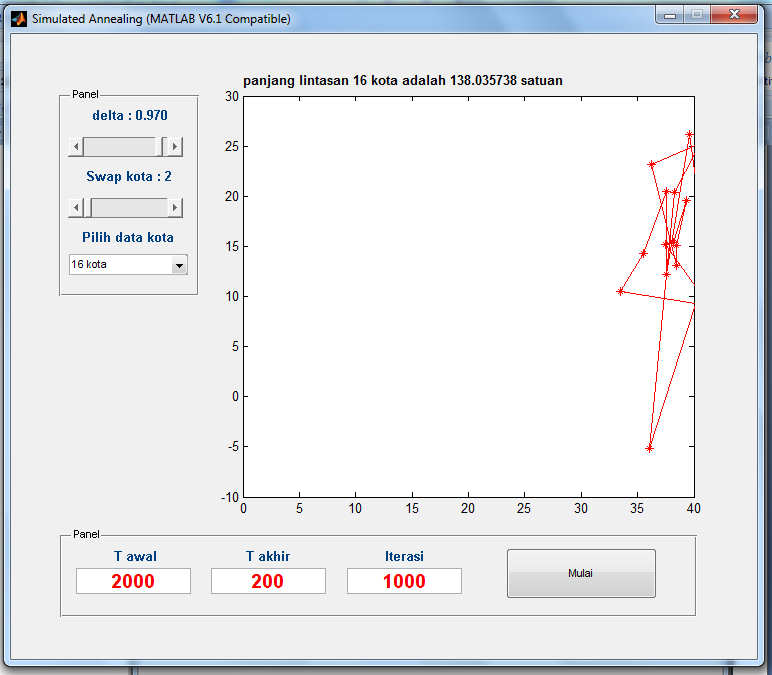 Simulated Annealing (MATLAB V6.1 Compatible)
panjang lintasan 16 kota adalah 138.035738 satuan
Panel
delta : 0.970
Swap kota : 2
Pilih data kota
16 kota
30
25
20
15
10
5
0
-5
-10
0 5 10 15 20 25 30 35 40
Panel
T awal T akhir Iterasi
2000 200 1000
Mulai